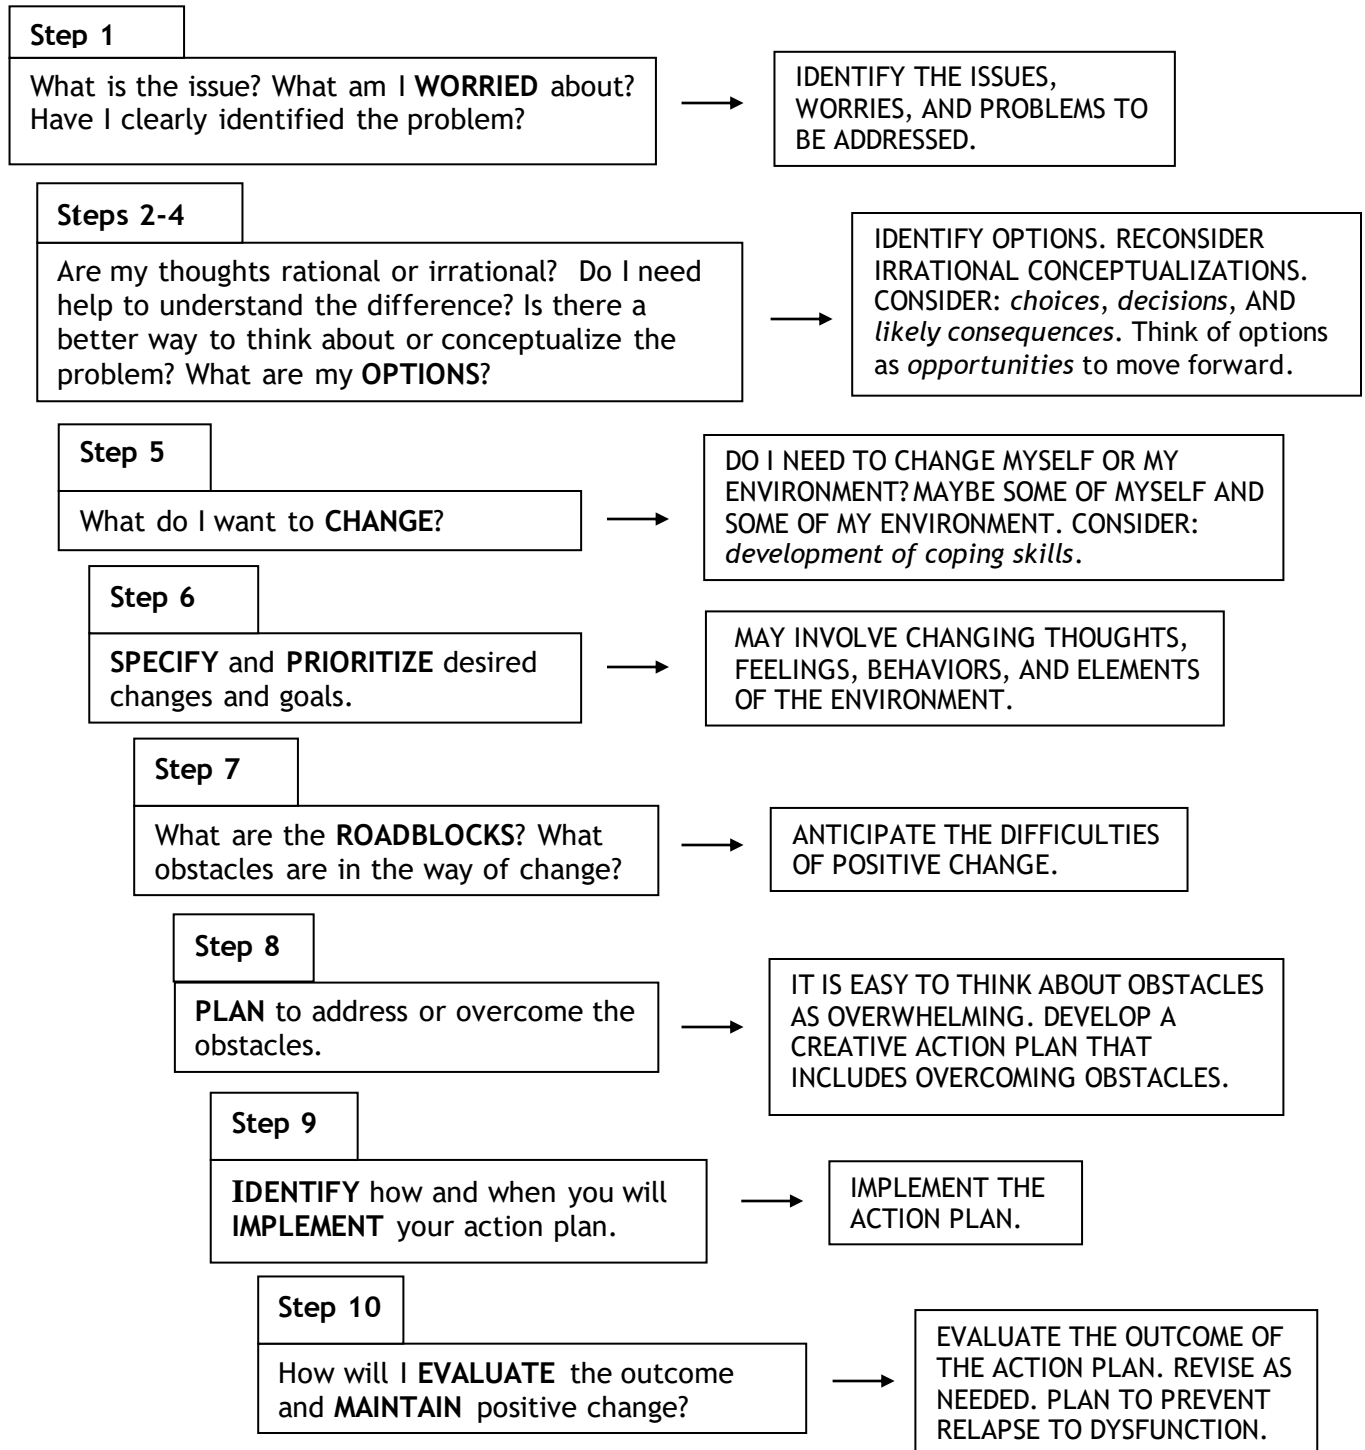 Step 1
What is the issue? What am I WORRIED about?
Have I clearly identified the problem?
IDENTIFY THE ISSUES,
WORRIES, AND PROBLEMS TO
BE ADDRESSED.
Steps 2-4
Are my thoughts rational or irrational? Do I need
help to understand the difference? Is there a
better way to think about or conceptualize the
problem? What are my OPTIONS?
IDENTIFY OPTIONS. RECONSIDER
IRRATIONAL CONCEPTUALIZATIONS.
CONSIDER: choices, decisions, AND
likely consequences. Think of options
as opportunities to move forward.
Step 5
What do I want to CHANGE?
DO I NEED TO CHANGE MYSELF OR MY
ENVIRONMENT? MAYBE SOME OF MYSELF AND
SOME OF MY ENVIRONMENT. CONSIDER:
development of coping skills.
Step 6
SPECIFY and PRIORITIZE desired
changes and goals.
MAY INVOLVE CHANGING THOUGHTS,
FEELINGS, BEHAVIORS, AND ELEMENTS
OF THE ENVIRONMENT.
Step 7
What are the ROADBLOCKS? What
obstacles are in the way of change?
ANTICIPATE THE DIFFICULTIES
OF POSITIVE CHANGE.
Step 8
PLAN to address or overcome the
obstacles.
IT IS EASY TO THINK ABOUT OBSTACLES
AS OVERWHELMING. DEVELOP A
CREATIVE ACTION PLAN THAT
INCLUDES OVERCOMING OBSTACLES.
Step 9
IDENTIFY how and when you will
IMPLEMENT your action plan.
IMPLEMENT THE
ACTION PLAN.
Step 10
How will I EVALUATE the outcome
and MAINTAIN positive change?
EVALUATE THE OUTCOME OF
THE ACTION PLAN. REVISE AS
NEEDED. PLAN TO PREVENT
RELAPSE TO DYSFUNCTION.